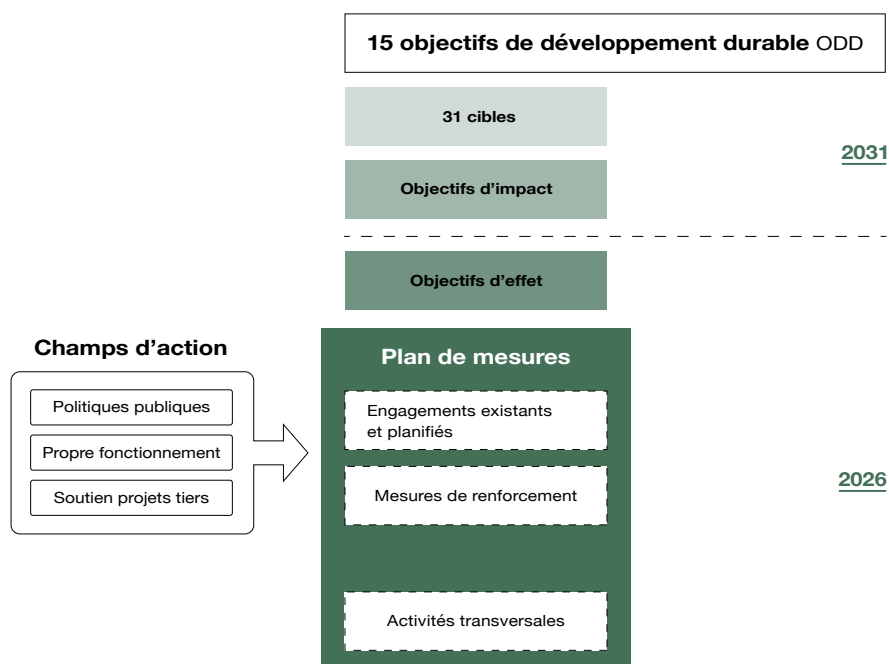 15 objectifs de développement durable ODD
31 cibles
2031
Objectifs d’impact
Objectifs d’effet
Champs d’action
Politiques publiques
Propre fonctionnement
Soutien projets tiers
Plan de mesures
Engagements existants
et planifiés
Mesures de renforcement
2026
Activités transversales